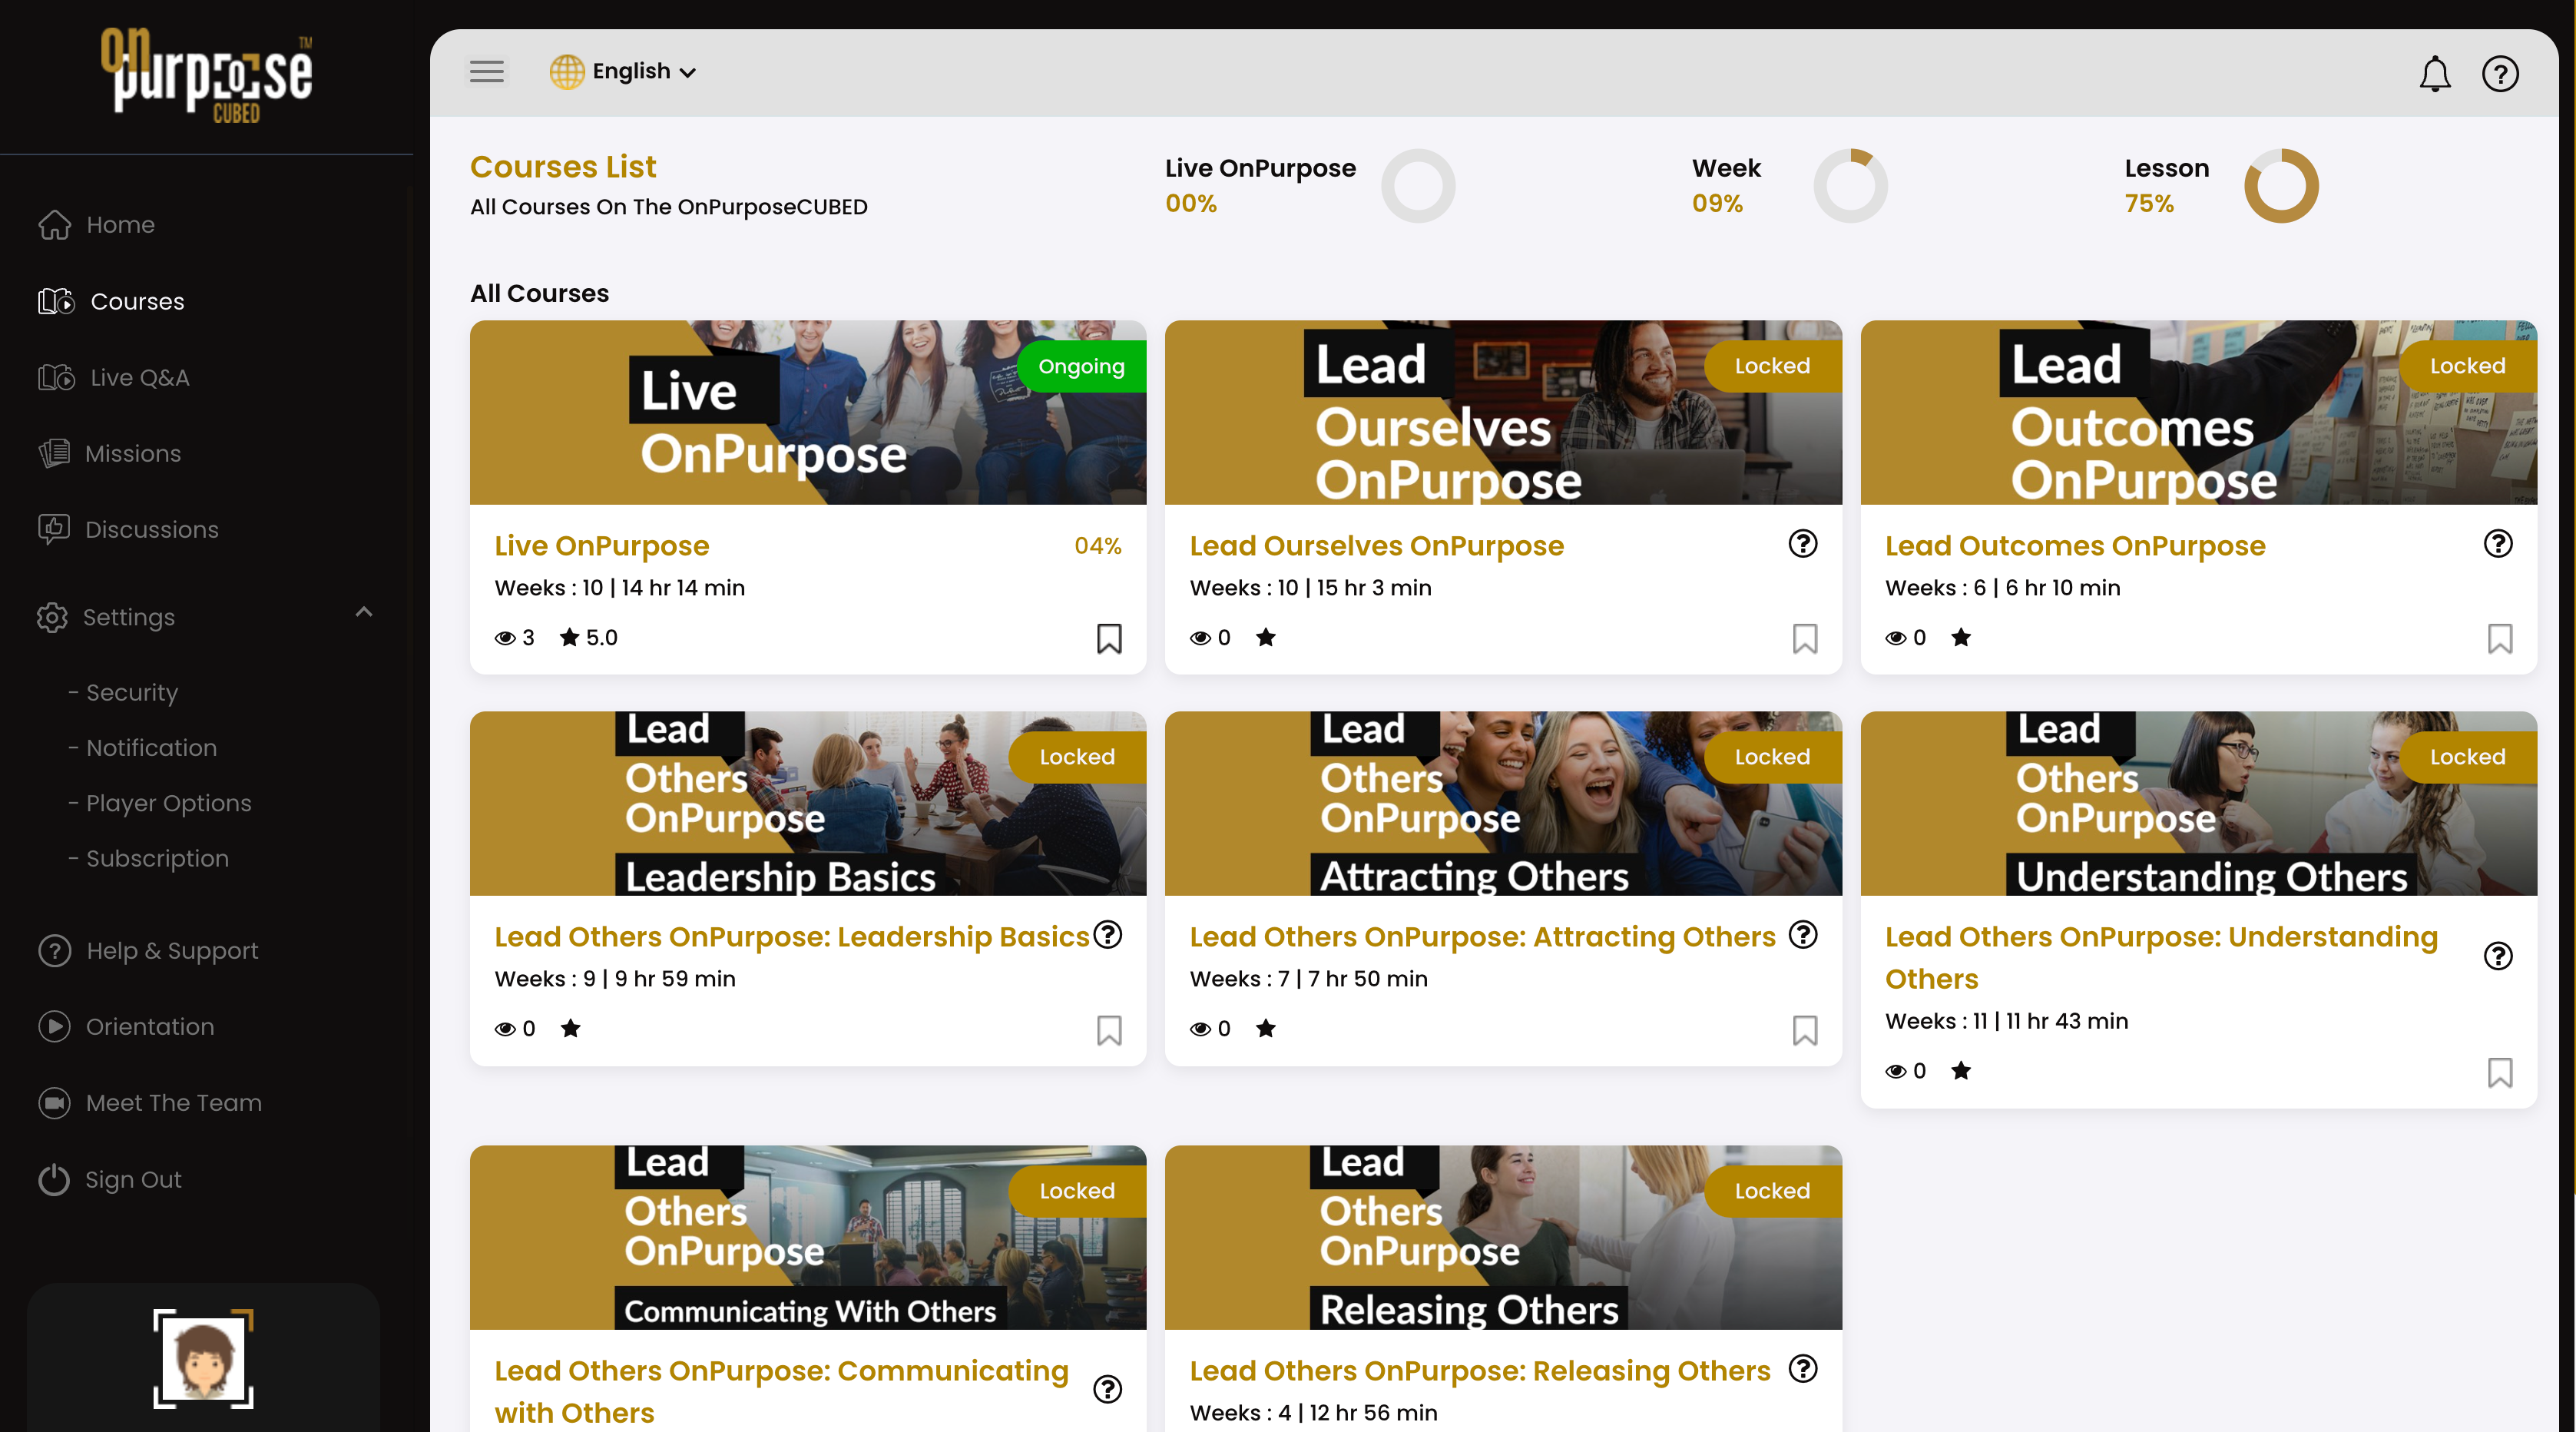 onpurpose TM
CUBED
Home
Courses
Live Q&A
Missions
Discussions
Settings
- Security
- Notification
- Player Options
- Subscription
Help & Support
Orientation
Meet The Team
Sign Out
English
Courses List
All Courses On The OnPurposeCUBED
Live OnPurpose
00%
Week
09%
Lesson
75%
All Courses
Live
OnPurpose
Ongoing
Live OnPurpose
04%
Weeks : 10 | 14 hr 14 min
3
5.0
Lead
Ourselves
OnPurpose
Locked
Lead Ourselves OnPurpose
Weeks : 10 | 15 hr 3 min
0
Lead
Outcomes
OnPurpose
Locked
Lead Outcomes OnPurpose
Weeks : 6 | 6 hr 10 min
0
Lead
Others
OnPurpose
Leadership Basics
Locked
Lead Others OnPurpose: Leadership Basics
Weeks : 9 | 9 hr 59 min
0
Lead
Others
OnPurpose
Attracting Others
Locked
Lead Others OnPurpose: Attracting Others
Weeks : 7 | 7 hr 50 min
0
Lead
Others
OnPurpose
Understanding Others
Locked
Lead Others OnPurpose: Understanding
Others
Weeks : 11 | 11 hr 43 min
0
Lead
Others
OnPurpose
Communicating With Others
Locked
Lead Others OnPurpose: Communicating
with Others
Lead
Others
OnPurpose
Releasing Others
Locked
Lead Others OnPurpose: Releasing Others
Weeks : 4 | 12 hr 56 min